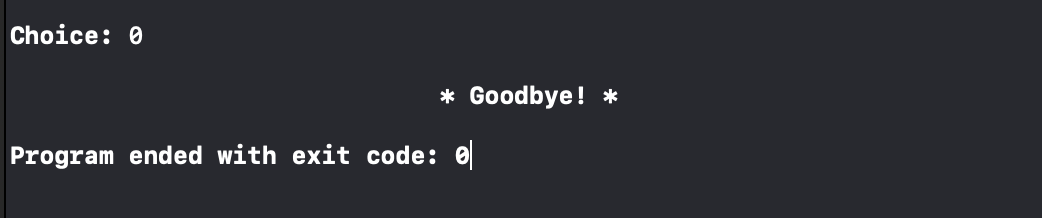 Choice: 0
* Goodbye! *
Program ended with exit code: 0